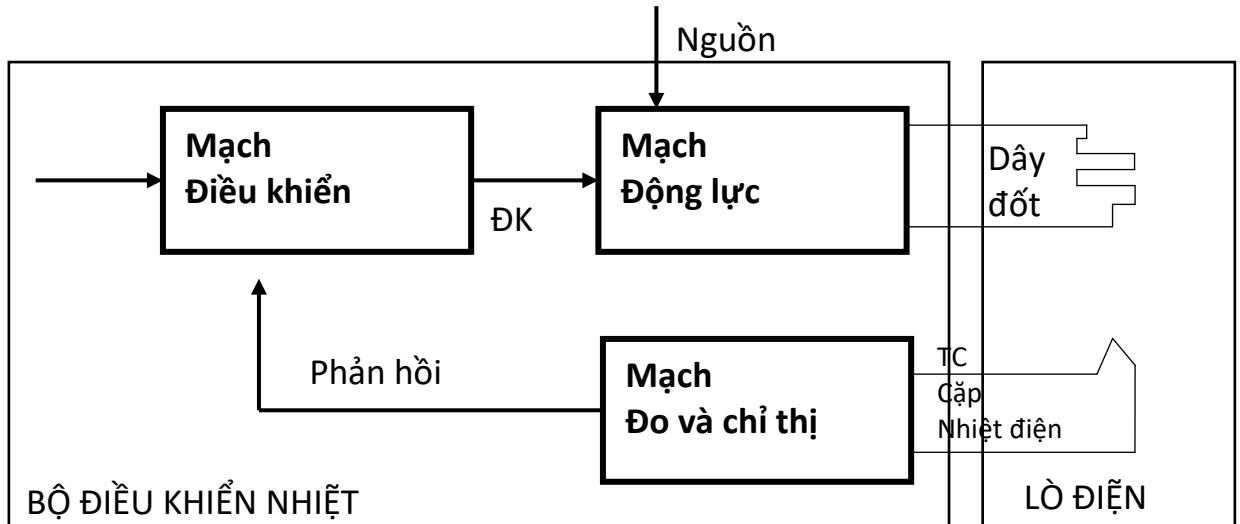 Nguồn
Mạch
Điều khiển
ĐK
Mạch
Động lực
Dây
đốt
Phản hồi
Mạch
Đo và chỉ thị
TC
Cặp
Nhiệt điện
BỘ ĐIỀU KHIỂN NHIỆT
LÒ ĐIỆN